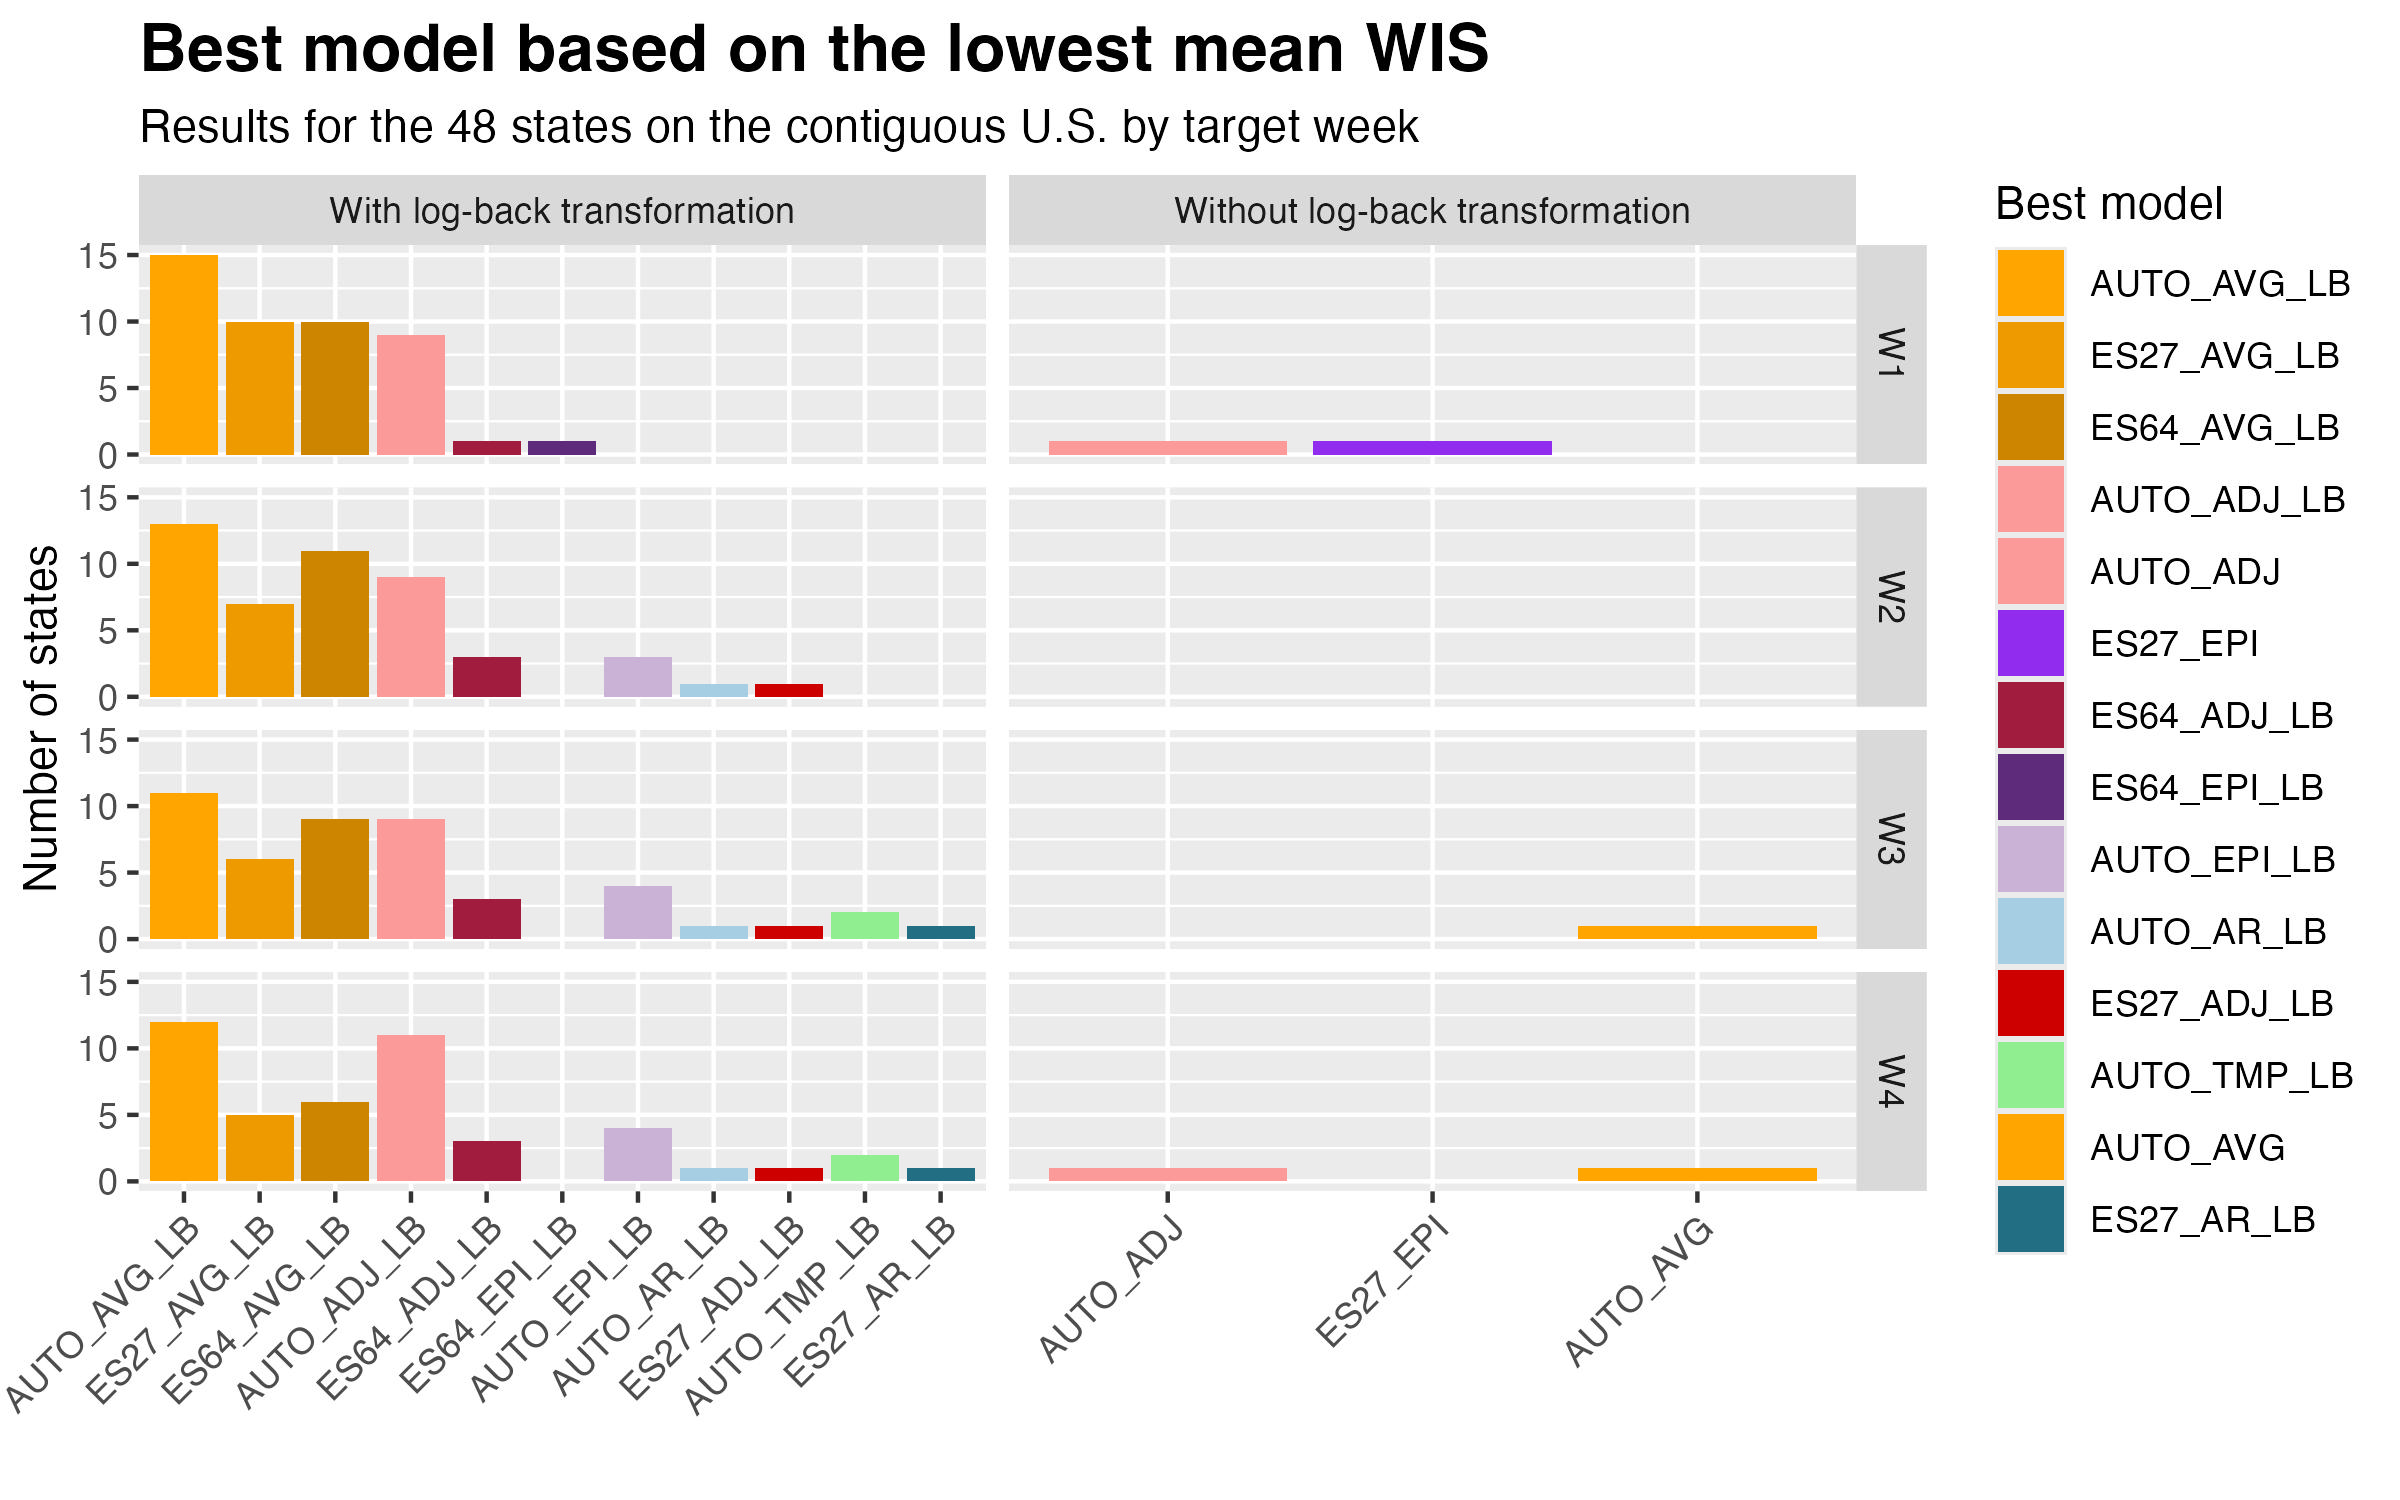 Best model based on the lowest mean WIS
Results for the 48 states on the contiguous U.S. by target week
With log-back transformation
Without log-back transformation
Number of states
15
10
5
0
W1
15
10
5
0
W2
15
10
5
0
W3
15
10
5
0
W4
AUTO_AVG_LB
ES27_AVG_LB
ES64_AVG_LB
AUTO_ADJ_LB
ES64_ADJ_LB
ES64_EPI_LB
AUTO_EPI_LB
AUTO_AR_LB
ES27_ADJ_LB
AUTO_TMP_LB
ES27_AR_LB
AUTO_ADJ
ES27_EPI
AUTO_AVG
Best model
AUTO_AVG_LB
ES27_AVG_LB
ES64_AVG_LB
AUTO_ADJ_LB
AUTO_ADJ
ES27_EPI
ES64_ADJ_LB
ES64_EPI_LB
AUTO_EPI_LB
AUTO_AR_LB
ES27_ADJ_LB
AUTO_TMP_LB
AUTO_AVG
ES27_AR_LB